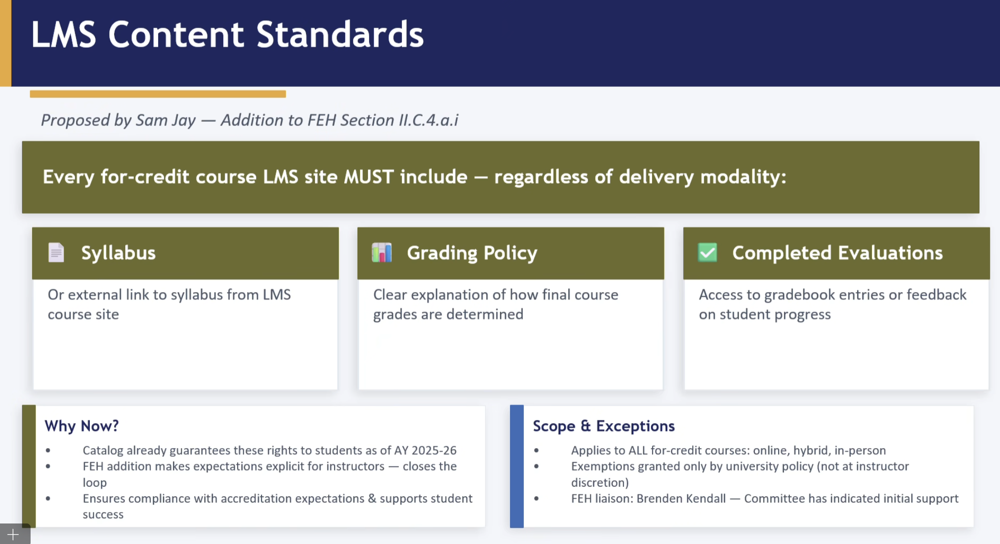 LMS Content Standards
Proposed by Sam Jay — Addition to FEH Section II.C.4.a.i
Every for-credit course LMS site MUST include — regardless of delivery modality:
Syllabus
Or external link to syllabus from LMS
course site
Grading Policy
Clear explanation of how final course
grades are determined
Completed Evaluations
Access to gradebook entries or feedback
on student progress
Why Now?
• Catalog already guarantees these rights to students as of AY 2025-26
• FEH addition makes expectations explicit for instructors — closes the
loop
• Ensures compliance with accreditation expectations & supports student
success
Scope & Exceptions
• Applies to ALL for-credit courses: online, hybrid, in-person
• Exemptions granted only by university policy (not at instructor
discretion)
• FEH liaison: Brenden Kendall — Committee has indicated initial support